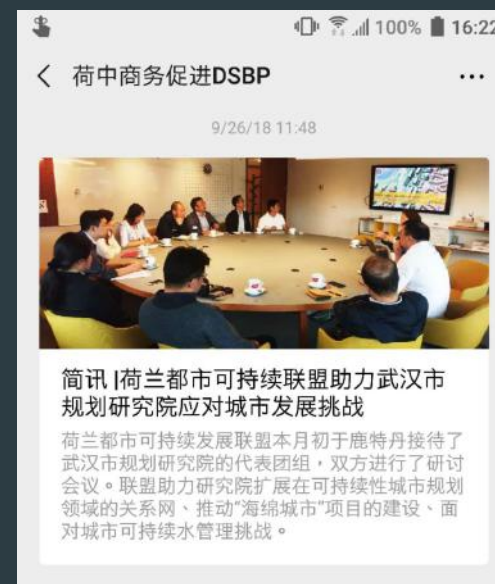 100% 16:22
荷中商务促进DSBP
9/26/18 11:48
简讯 |荷兰都市可持续联盟助力武汉市
规划研究院应对城市发展挑战
荷兰都市可持续发展联盟本月初于鹿特丹接待了
武汉市规划研究院的代表团组，双方进行了研讨
会议。联盟助力研究院扩展在可持续性城市规划
领域的关系网、推动“海绵城市”项目的建设、面
对城市可持续水管理挑战。